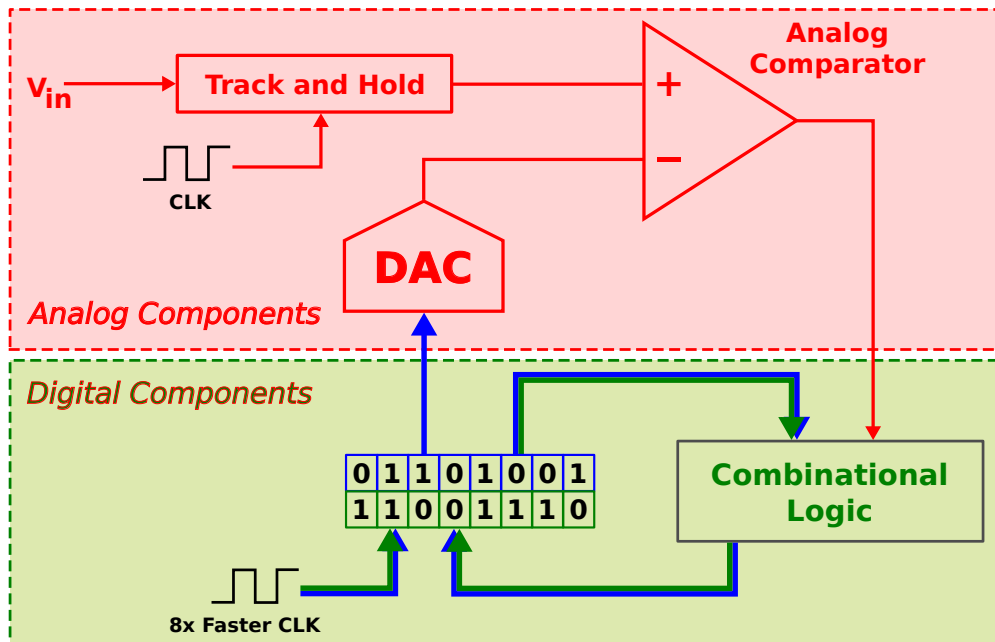 Analog
Comparator
Vin
Track and Hold
+
−
CLK
DAC
Analog Components
Digital Components
0 1 1 0 1 0 0 1
1 1 0 0 1 1 1 0
Combinational
Logic
8x Faster CLK